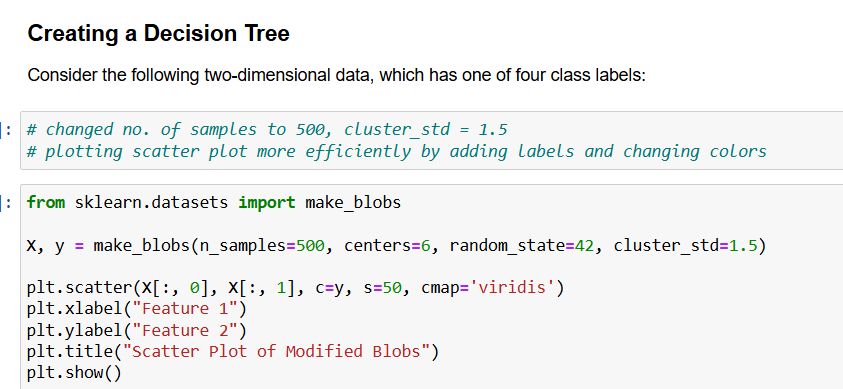 Creating a Decision Tree
Consider the following two-dimensional data, which has one of four class labels:
]: # changed no. of samples to 500, cluster_std = 1.5
# plotting scatter plot more efficiently by adding labels and changing colors
]: from sklearn.datasets import make_blobs
X, y = make_blobs(n_samples=500, centers=6, random_state=42, cluster_std=1.5)
plt.scatter(X[:, 0], X[:, 1], c=y, s=50, cmap='viridis')
plt.xlabel("Feature 1")
plt.ylabel("Feature 2")
plt.title("Scatter Plot of Modified Blobs")
plt.show()